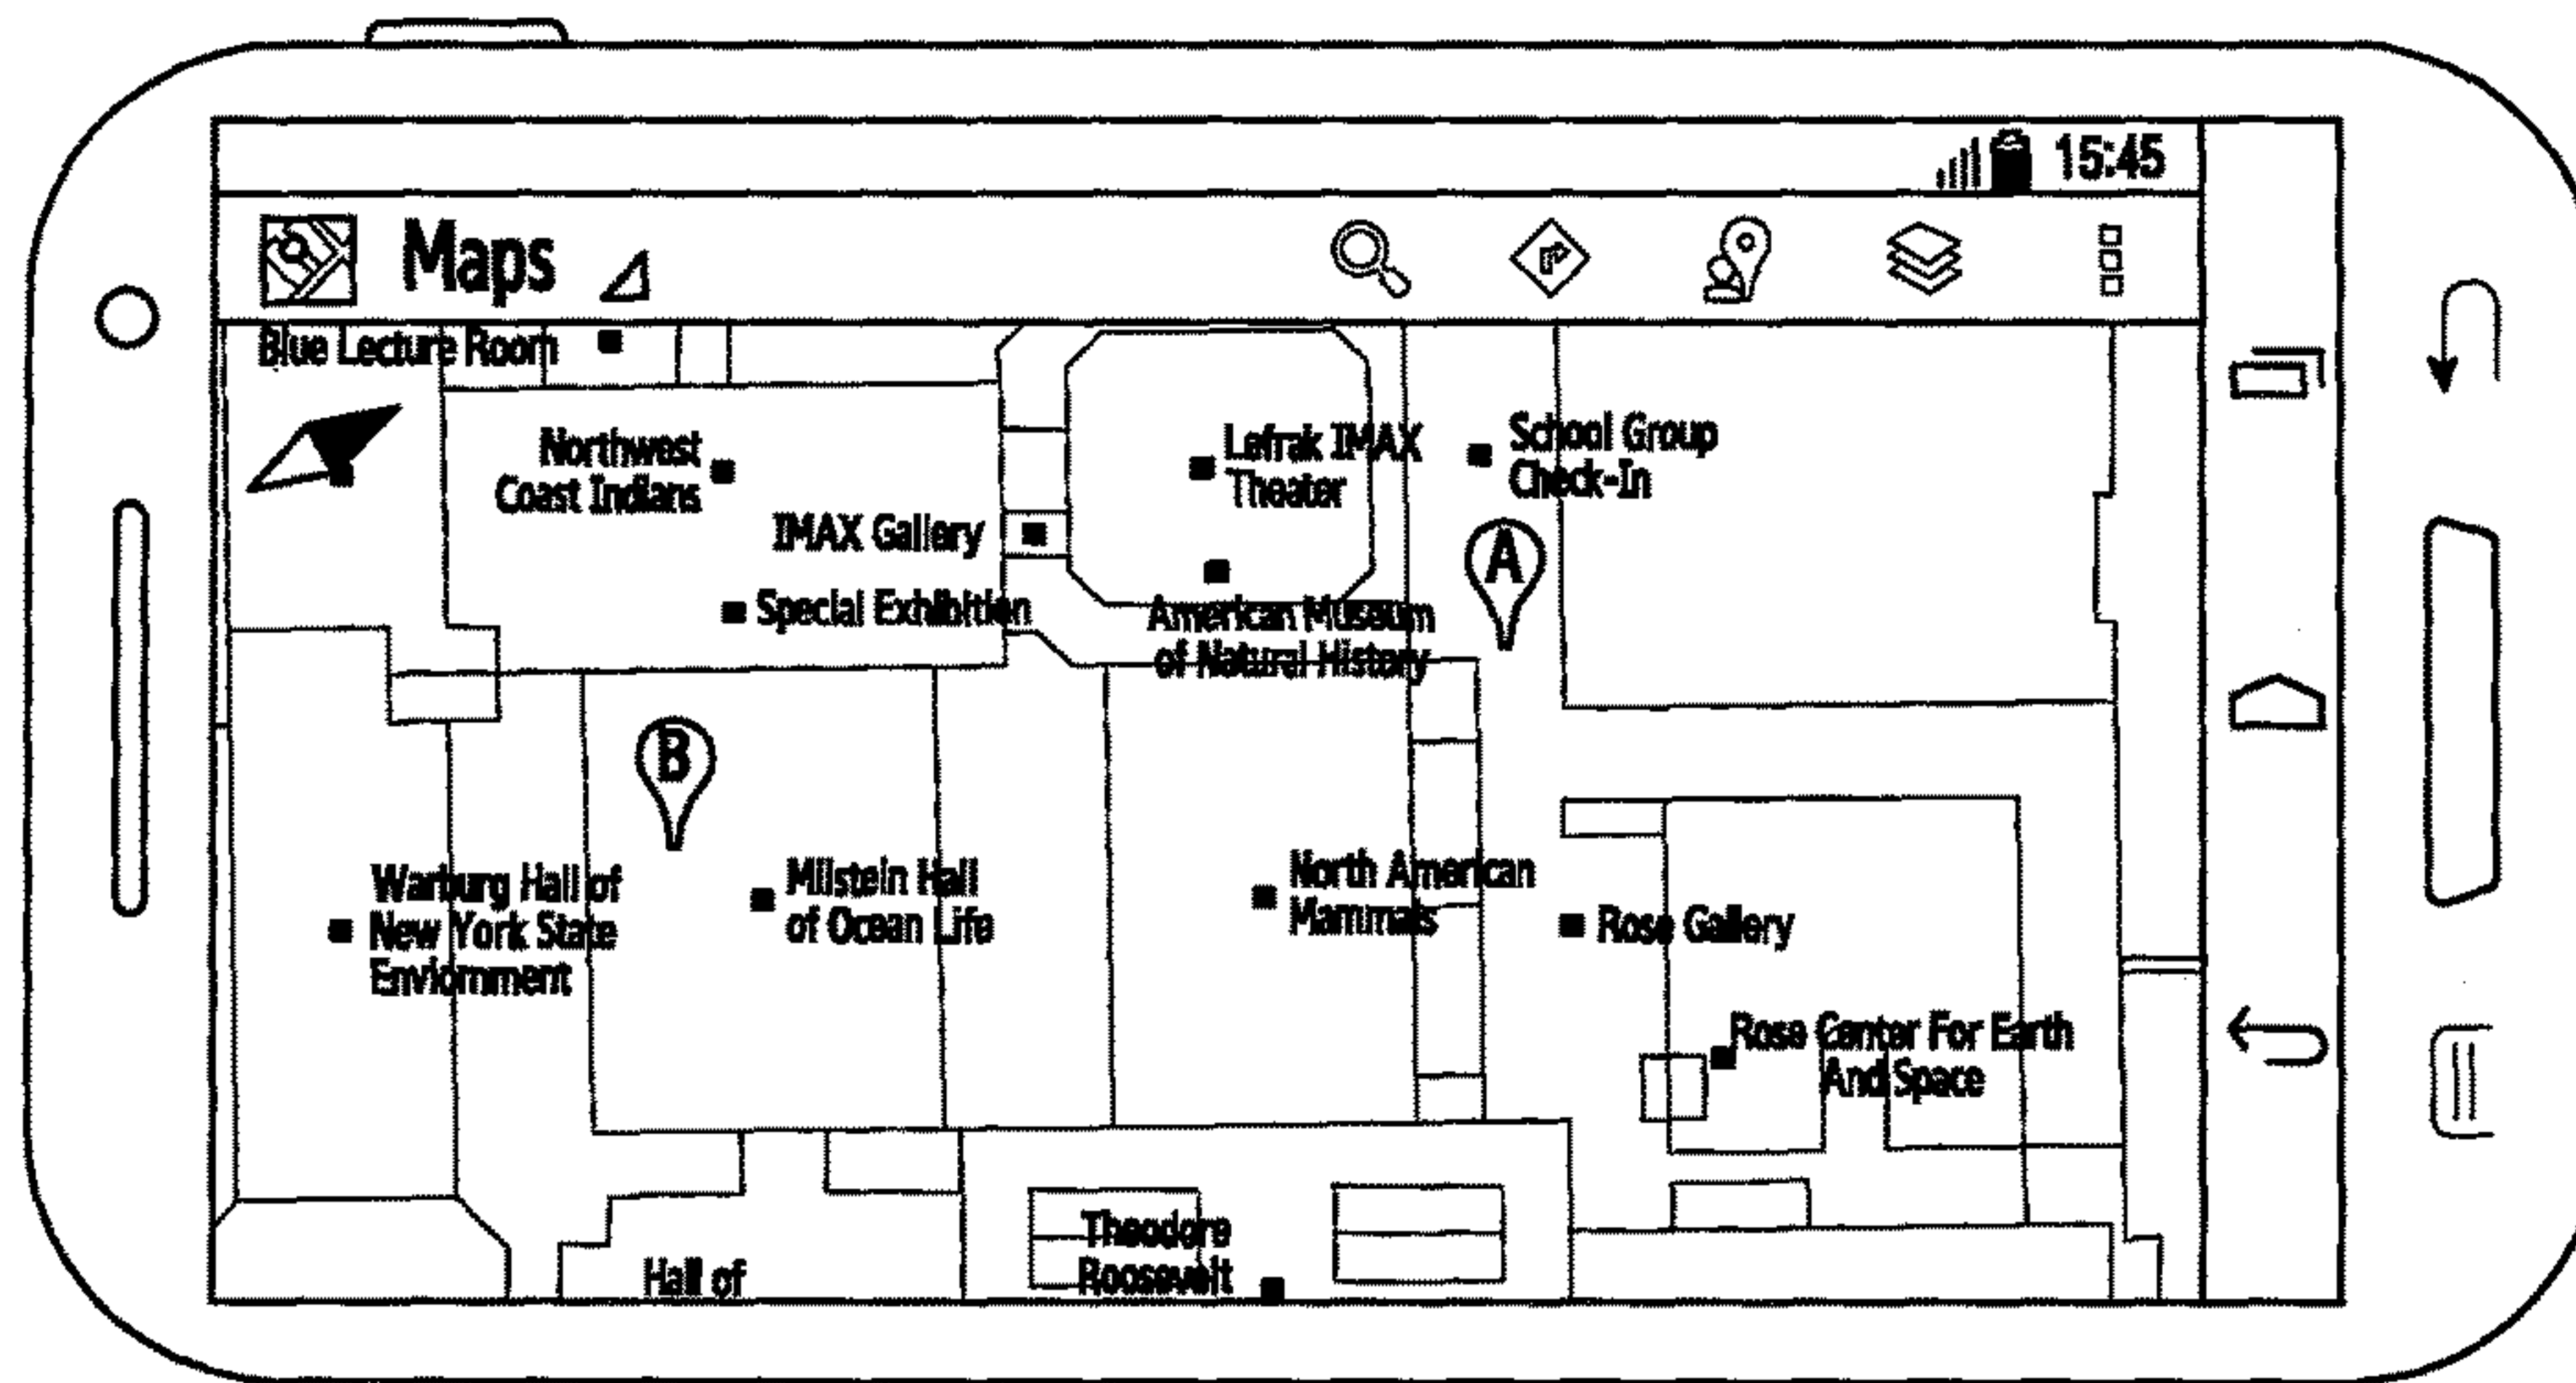 15:45
Maps
Blue Lecture Room
Northwest
Coast Indians
Lefrak IMAX
Theater
School Group
Check-In
IMAX Gallery
A
Special Exhibition
American Museum
of Natural History
B
Warburg Hall of
New York State
Enviornment
Milstein Hall
of Ocean Life
North American
Mammals
Rose Gallery
Rose Center For Earth
And Space
Theodore
Roosevelt
Hall of